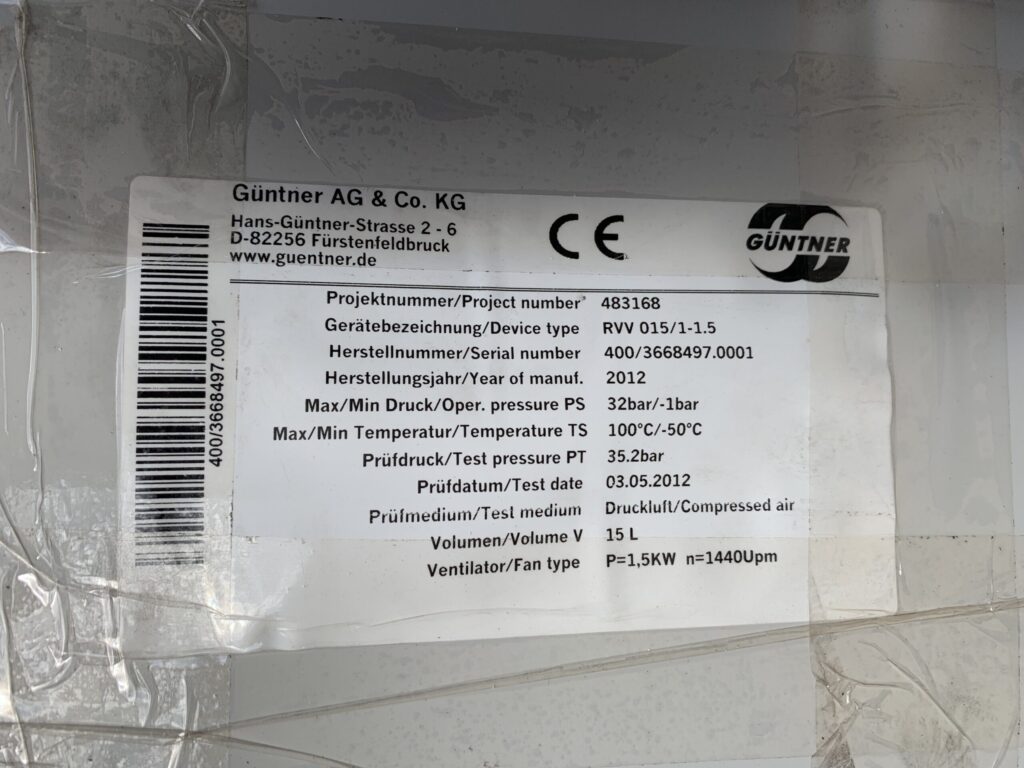 Güntner AG & Co. KG
Hans-Güntner-Strasse 2 - 6
D-82256 Fürstenfeldbruck
www.guentner.de
CE
GÜNTNER
400/3668497.0001
Projektnummer/Project number 483168
Gerätebezeichnung/Device type RVV 015/1-1.5
Herstellnummer/Serial number 400/3668497.0001
Herstellungsjahr/Year of manuf. 2012
Max/Min Druck/Oper. pressure PS 32bar/-1bar
Max/Min Temperatur/Temperature TS 100°C/-50°C
Prüfdruck/Test pressure PT 35.2bar
Prüfdatum/Test date 03.05.2012
Prüfmedium/Test medium Druckluft/Compressed air
Volumen/Volume V 15 L
Ventilator/Fan type P=1,5KW n=1440Upm